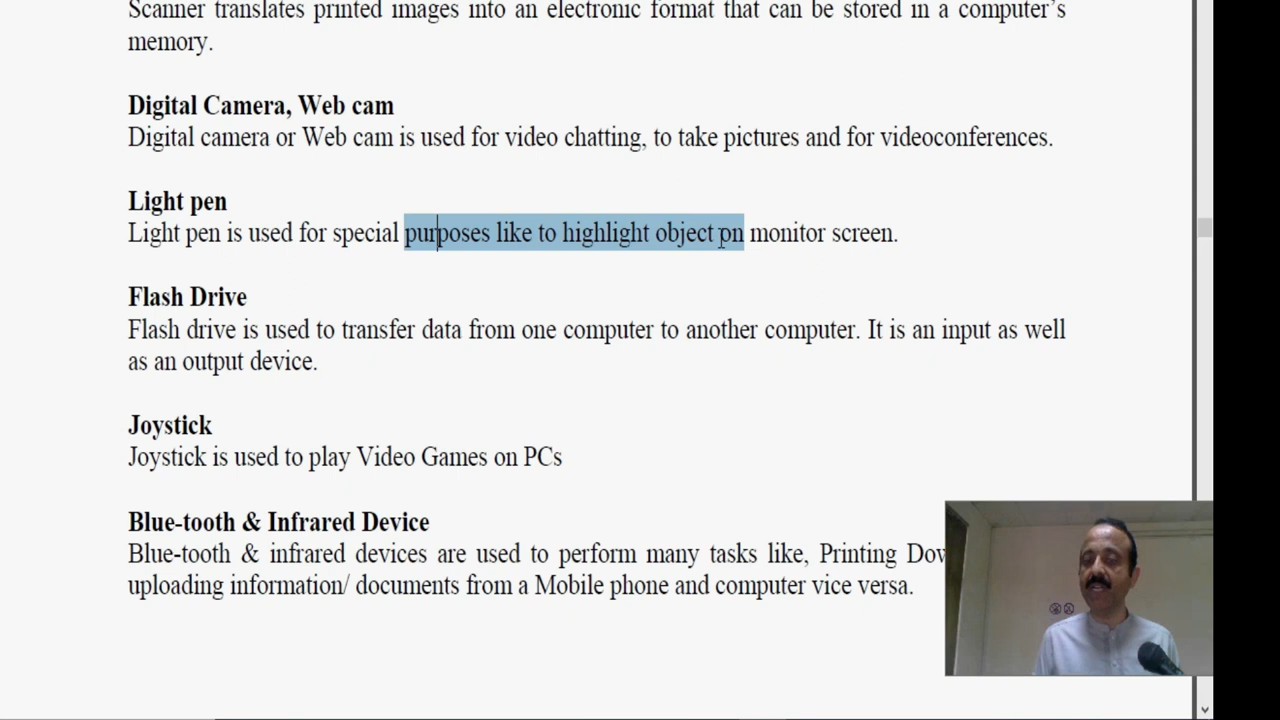 Scanner translates printed images into an electronic format that can be stored in a computer’s
memory.
Digital Camera, Web cam
Digital camera or Web cam is used for video chatting, to take pictures and for videoconferences.
Light pen
Light pen is used for special purposes like to highlight object on monitor screen.
Flash Drive
Flash drive is used to transfer data from one computer to another computer. It is an input as well
as an output device.
Joystick
Joystick is used to play Video Games on PCs
Blue-tooth & Infrared Device
Blue-tooth & infrared devices are used to perform many tasks like, Printing
uploading information/ documents from a Mobile phone and computer vice versa.